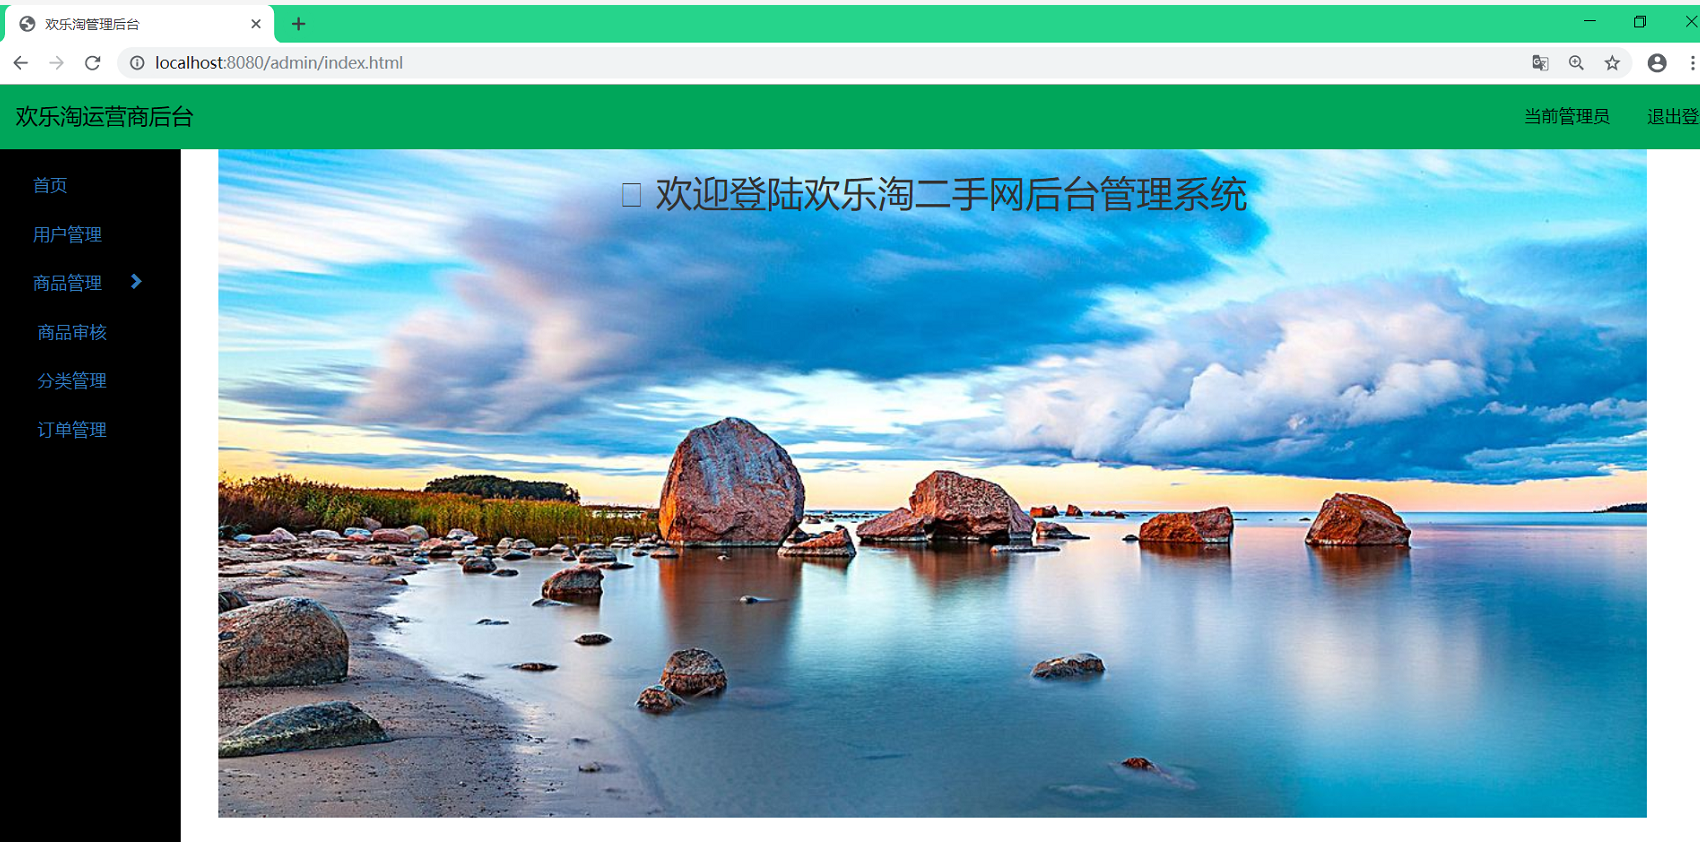 欢乐淘管理后台
localhost:8080/admin/index.html
欢乐淘运营商后台
当前管理员
退出登
首页
用户管理
商品管理
商品审核
分类管理
订单管理
欢迎登陆欢乐淘二手网后台管理系统